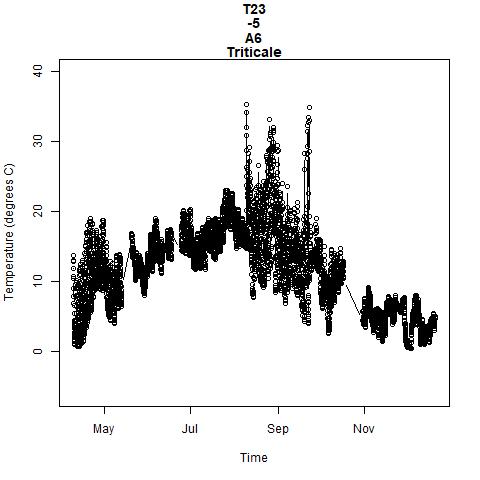 T23
-5
A6
Triticale
Temperature (degrees C)
40
30
20
10
0
May
Jul
Sep
Nov
Time